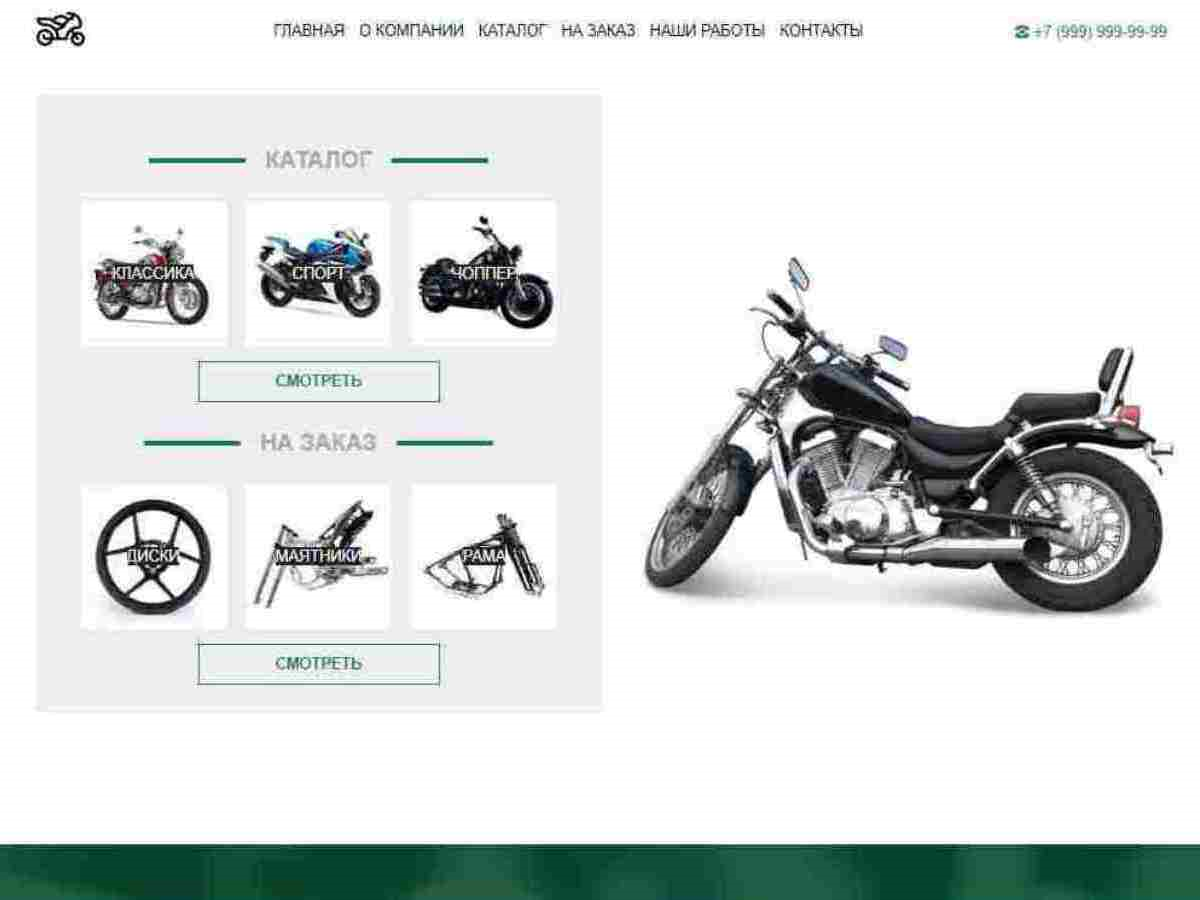 ГЛАВНАЯ О КОМПАНИИ КАТАЛОГ НА ЗАКАЗ НАШИ РАБОТЫ КОНТАКТЫ +7 (999) 999-99-99
КАТАЛОГ
КЛАССИКА СПОРТ ЧОППЕР
СМОТРЕТЬ
НА ЗАКАЗ
ДИСКИ МАЯТНИКИ РАМА
СМОТРЕТЬ